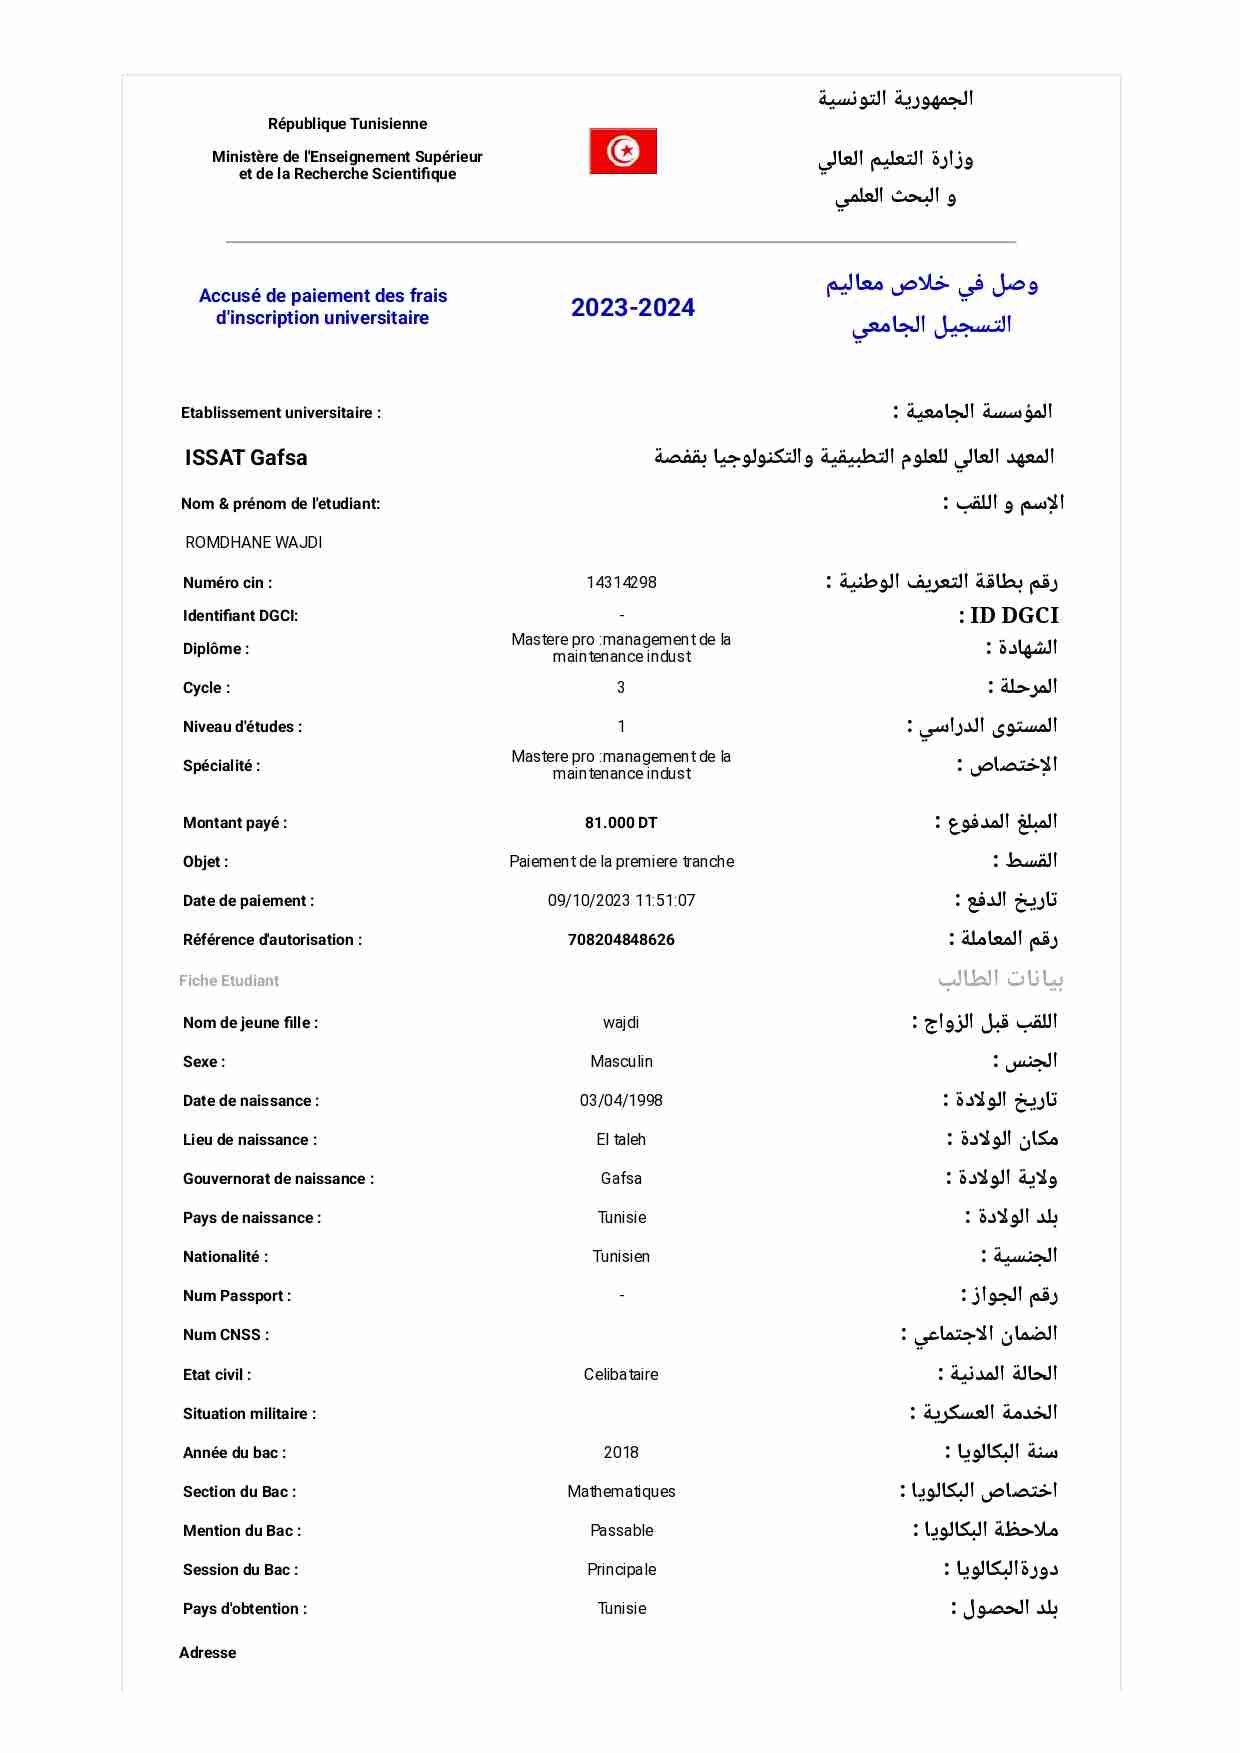 République Tunisienne
Ministère de l'Enseignement Supérieur
et de la Recherche Scientifique
الجمهورية التونسية
وزارة التعليم العالي
و البحث العلمي
Accusé de paiement des frais
d'inscription universitaire
2023-2024
وصل في خلاص معاليم
التسجيل الجامعي
Etablissement universitaire : المؤسسة الجامعية :
ISSAT Gafsa المعهد العالي للعلوم التطبيقية والتكنولوجيا بقفصة
Nom & prénom de l'etudiant: الإسم و اللقب :
ROMDHANE WAJDI
Numéro cin : 14314298 رقم بطاقة التعريف الوطنية :
Identifiant DGCI: - ID DGCI :
Diplôme : Mastere pro :management de la
maintenance indust الشهادة :
Cycle : 3 المرحلة :
Niveau d'études : 1 المستوى الدراسي :
Spécialité : Mastere pro :management de la
maintenance indust الإختصاص :
Montant payé : 81.000 DT المبلغ المدفوع :
Objet : Paiement de la premiere tranche القسط :
Date de paiement : 09/10/2023 11:51:07 تاريخ الدفع :
Référence d'autorisation : 708204848626 رقم المعاملة :
Fiche Etudiant بيانات الطالب
Nom de jeune fille : wajdi اللقب قبل الزواج :
Sexe : Masculin الجنس :
Date de naissance : 03/04/1998 تاريخ الولادة :
Lieu de naissance : El taleh مكان الولادة :
Gouvernorat de naissance : Gafsa ولاية الولادة :
Pays de naissance : Tunisie بلد الولادة :
Nationalité : Tunisien الجنسية :
Num Passport : - رقم الجواز :
Num CNSS : الضمان الاجتماعي :
Etat civil : Celibataire الحالة المدنية :
Situation militaire : الخدمة العسكرية :
Année du bac : 2018 سنة البكالويا :
Section du Bac : Mathematiques اختصاص البكالويا :
Mention du Bac : Passable ملاحظة البكالويا :
Session du Bac : Principale دورةالبكالويا :
Pays d'obtention : Tunisie بلد الحصول :
Adresse